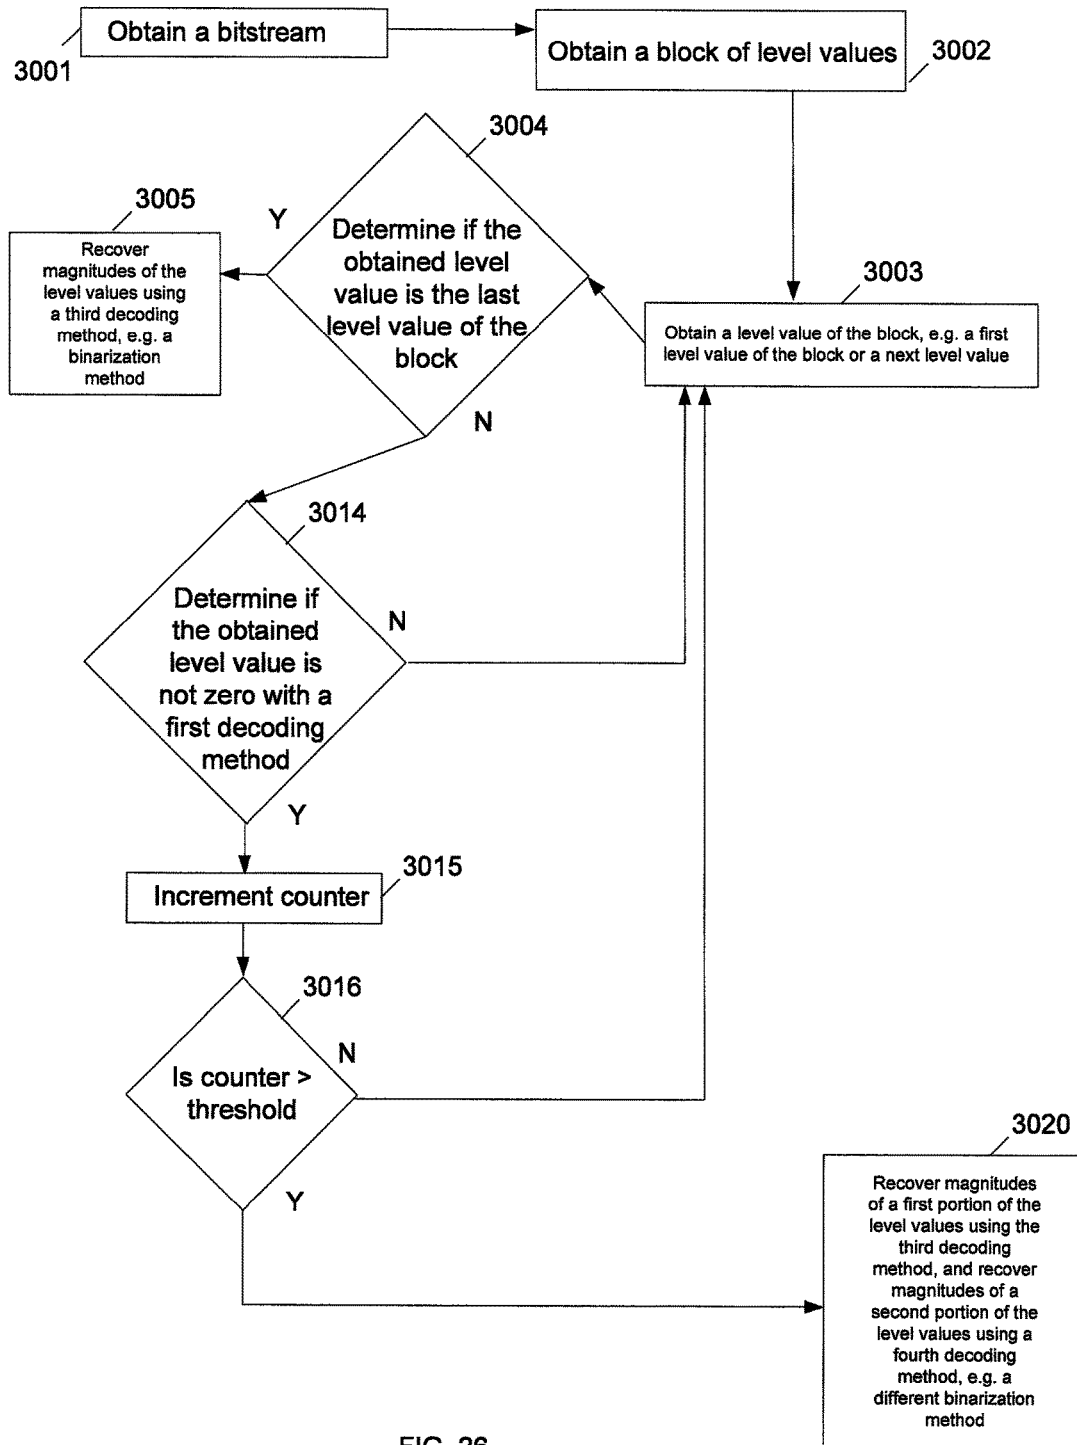 Obtain a bitstream
3001
Obtain a block of level values
3002
3004
Determine if the
obtained level
value is the last
level value of the
block
Y
N
3005
Recover
magnitudes of the
level values using
a third decoding
method, e.g. a
binarization
method
3003
Obtain a level value of the block, e.g. a first
level value of the block or a next level value
3014
Determine if
the obtained
level value is
not zero with a
first decoding
method
N
Y
3015
Increment counter
3016
Is counter >
threshold
N
Y
3020
Recover magnitudes
of a first portion of the
level values using the
third decoding
method, and recover
magnitudes of a
second portion of the
level values using a
fourth decoding
method, e.g. a
different binarization
method
FIG. 26